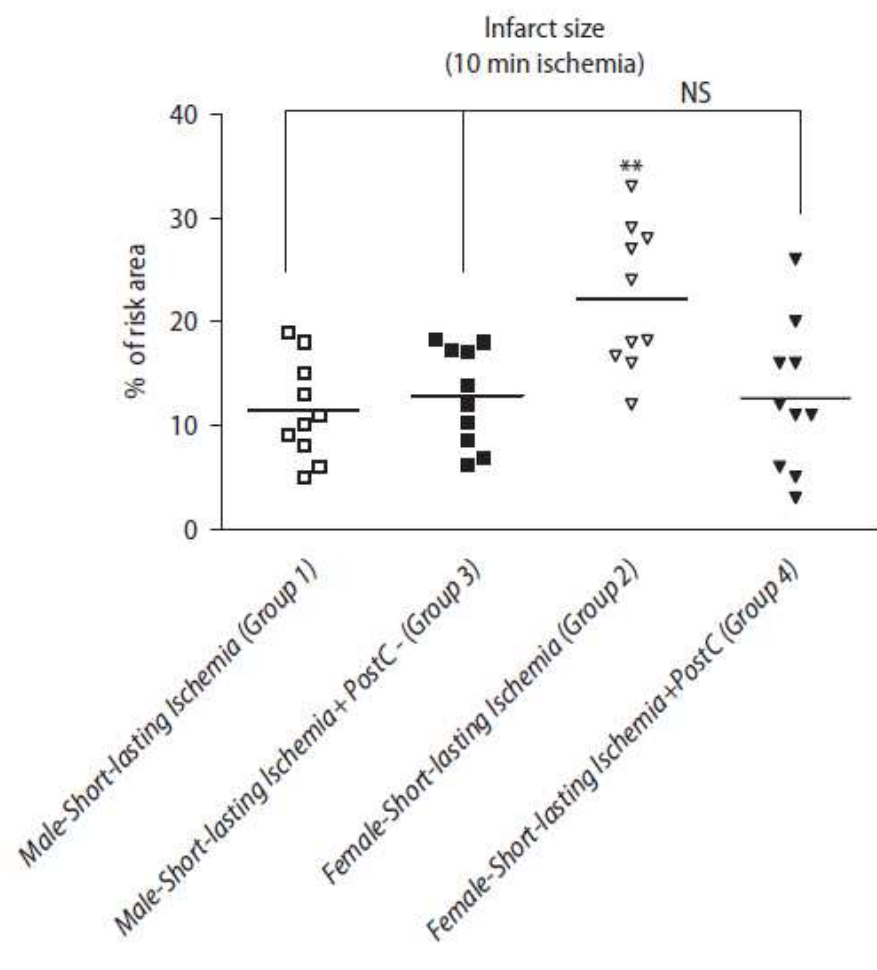 Infarct size
(10 min ischemia)
NS
40
**
30
20
10
0
% of risk area
Male-Short-lasting Ischemia (Group 1)
Male-Short-lasting Ischemia+ PostC - (Group 3)
Female-Short-lasting Ischemia (Group 2)
Female-Short-lasting Ischemia+PostC (Group 4)